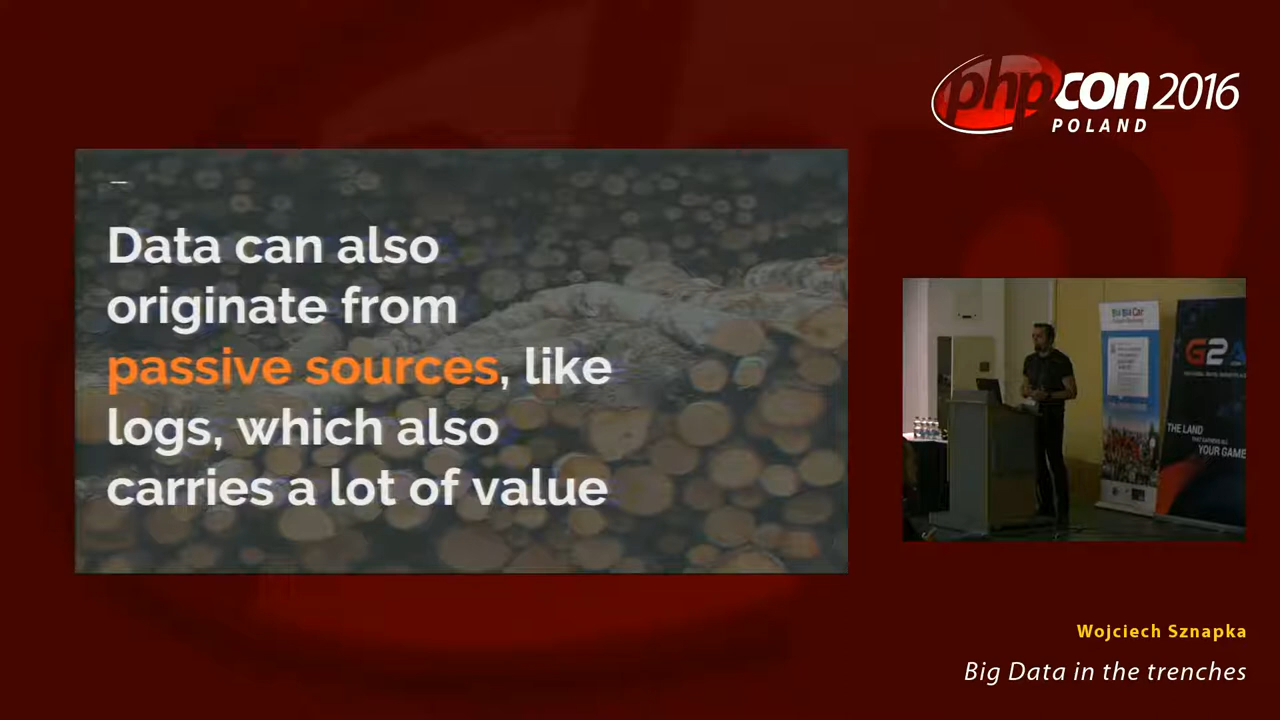 phpcon 2016
POLAND
Data can also
originate from
passive sources, like
logs, which also
carries a lot of value
G2A
THE LAND
YOUR GAME
Wojciech Sznapka
Big Data in the trenches